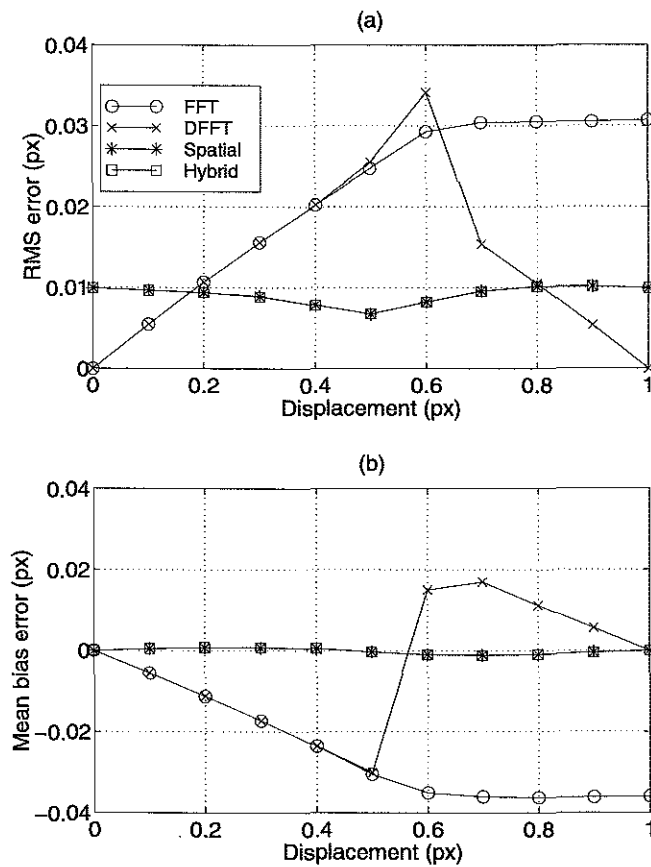 (a)
RMS error (px)
0.04
0.03
0.02
0.01
0
FFT
DFFT
Spatial
Hybrid
0
0.2
0.4
0.6
0.8
1
Displacement (px)
(b)
Mean bias error (px)
0.04
0.02
0
−0.02
−0.04
0
0.2
0.4
0.6
0.8
1
Displacement (px)